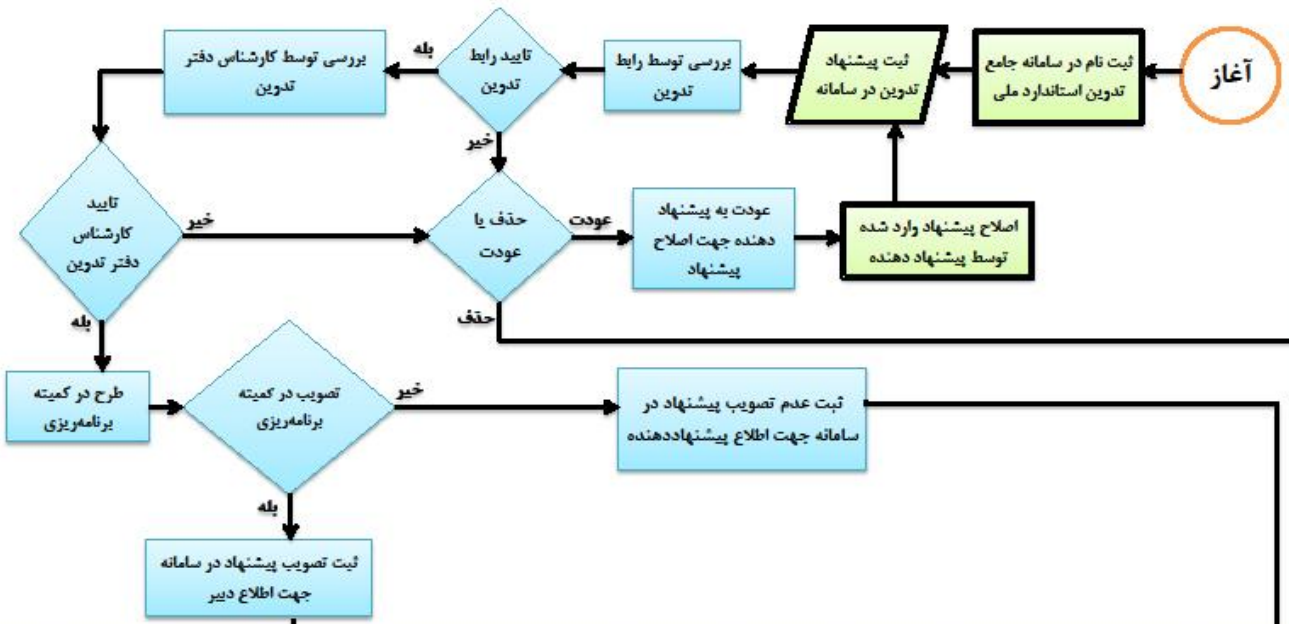 آغاز
ثبت نام در سامانه جامع
تدوین استاندارد ملی
ثبت پیشنهاد
تدوین در سامانه
بررسی توسط رابط
تدوین
تایید رابط
تدوین
بله
خیر
بررسی توسط کارشناس دفتر
تدوین
تایید
کارشناس
دفتر تدوین
خیر
بله
حذف یا
عودت
عودت
حذف
عودت به پیشنهاد
دهنده جهت اصلاح
پیشنهاد
اصلاح پیشنهاد وارد شده
توسط پیشنهاد دهنده
طرح در کمیته
برنامه‌ریزی
تصویب در کمیته
برنامه‌ریزی
خیر
بله
ثبت عدم تصویب پیشنهاد در
سامانه جهت اطلاع پیشنهاددهنده
ثبت تصویب پیشنهاد در سامانه
جهت اطلاع دبیر